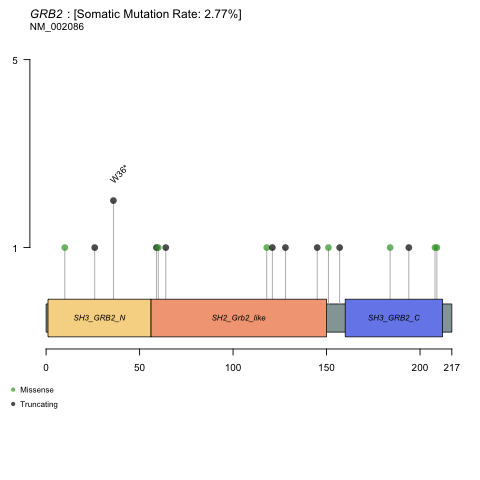 GRB2 : [Somatic Mutation Rate: 2.77%]
NM_002086
5
W36*
1
SH3_GRB2_N
SH2_Grb2_like
SH3_GRB2_C
0 50 100 150 200 217
Missense
Truncating